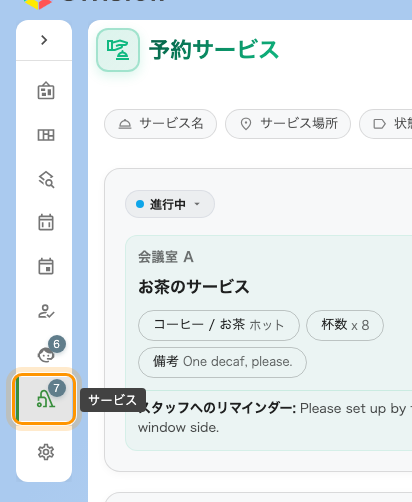 予約サービス
サービス名
サービス場所
進行中
会議室 A
お茶のサービス
コーヒー / お茶 ホット
杯数 x 8
備考 One decaf, please.
6
7
サービス
スタッフへのリマインダー: Please set up by
window side.